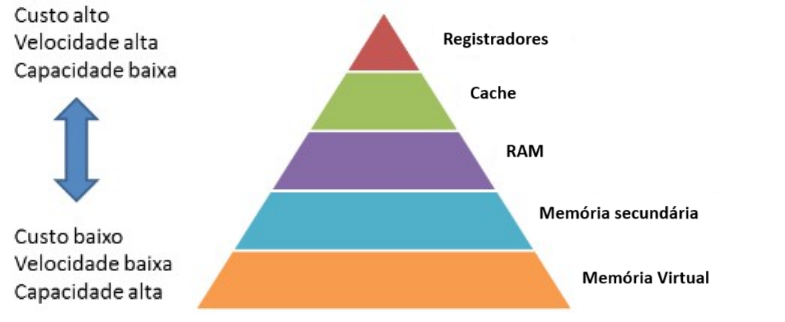 Custo alto
Velocidade alta
Capacidade baixa
Registradores
Cache
RAM
Memória secundária
Custo baixo
Velocidade baixa
Capacidade alta
Memória Virtual